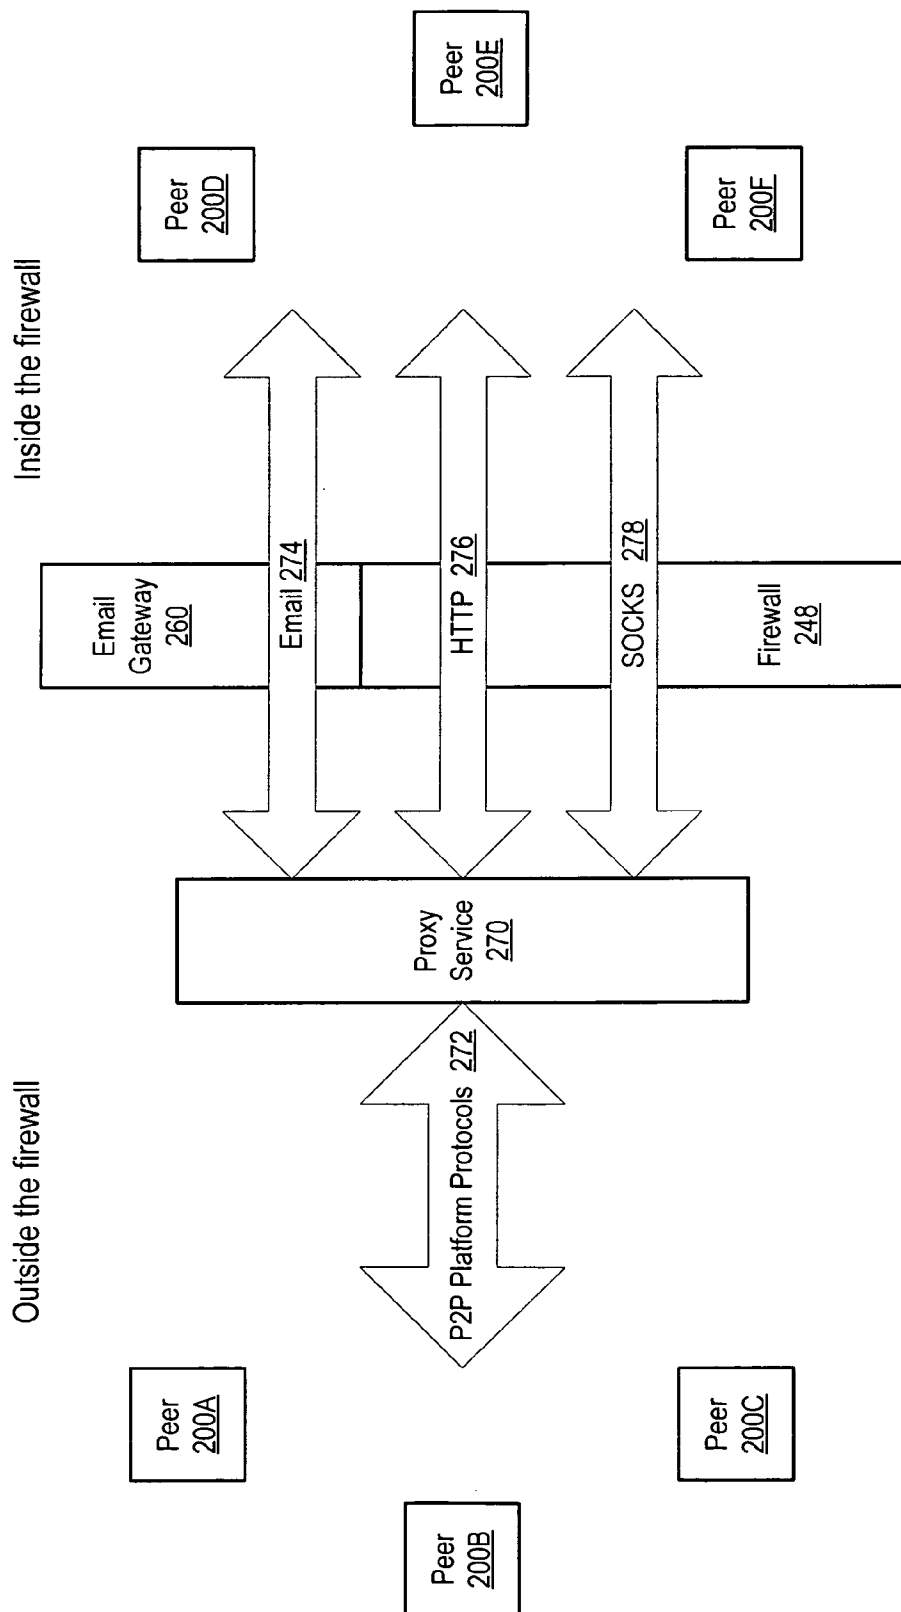 Outside the firewall
Inside the firewall
Peer
200A
Peer
200B
Peer
200C
P2P Platform Protocols 272
Proxy
Service
270
Email
Gateway
260
Email 274
HTTP 276
SOCKS 278
Firewall
248
Peer
200D
Peer
200E
Peer
200F